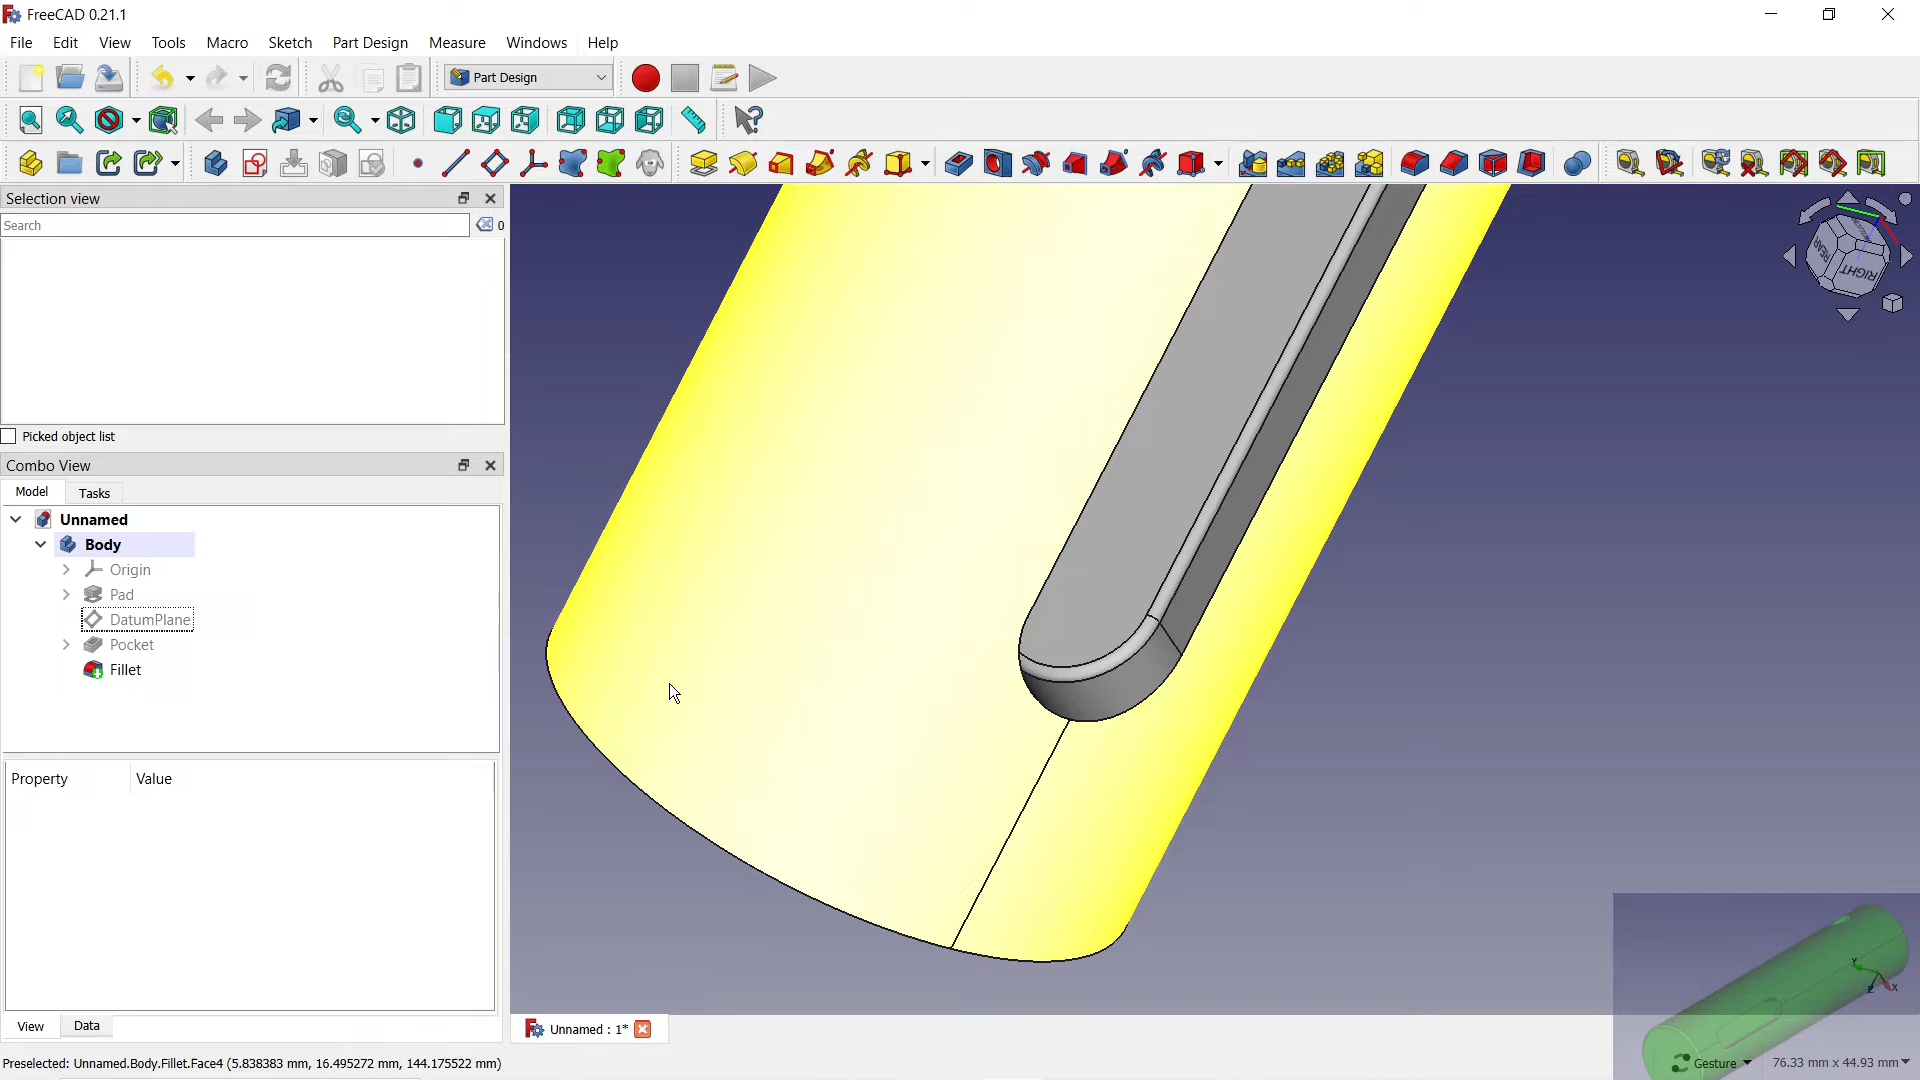 FreeCAD 0.21.1
File Edit View Tools Macro Sketch Part Design Measure Windows Help
Part Design
Selection view
Search
0
Picked object list
Combo View
Model Tasks
Unnamed
Body
Origin
Pad
DatumPlane
Pocket
Fillet
Property Value
View Data
REAR
RIGHT
Y
X
Unnamed : 1*
Preselected: Unnamed.Body.Fillet.Face4 (5.838383 mm, 16.495272 mm, 144.175522 mm)
Gesture 76.33 mm x 44.93 mm